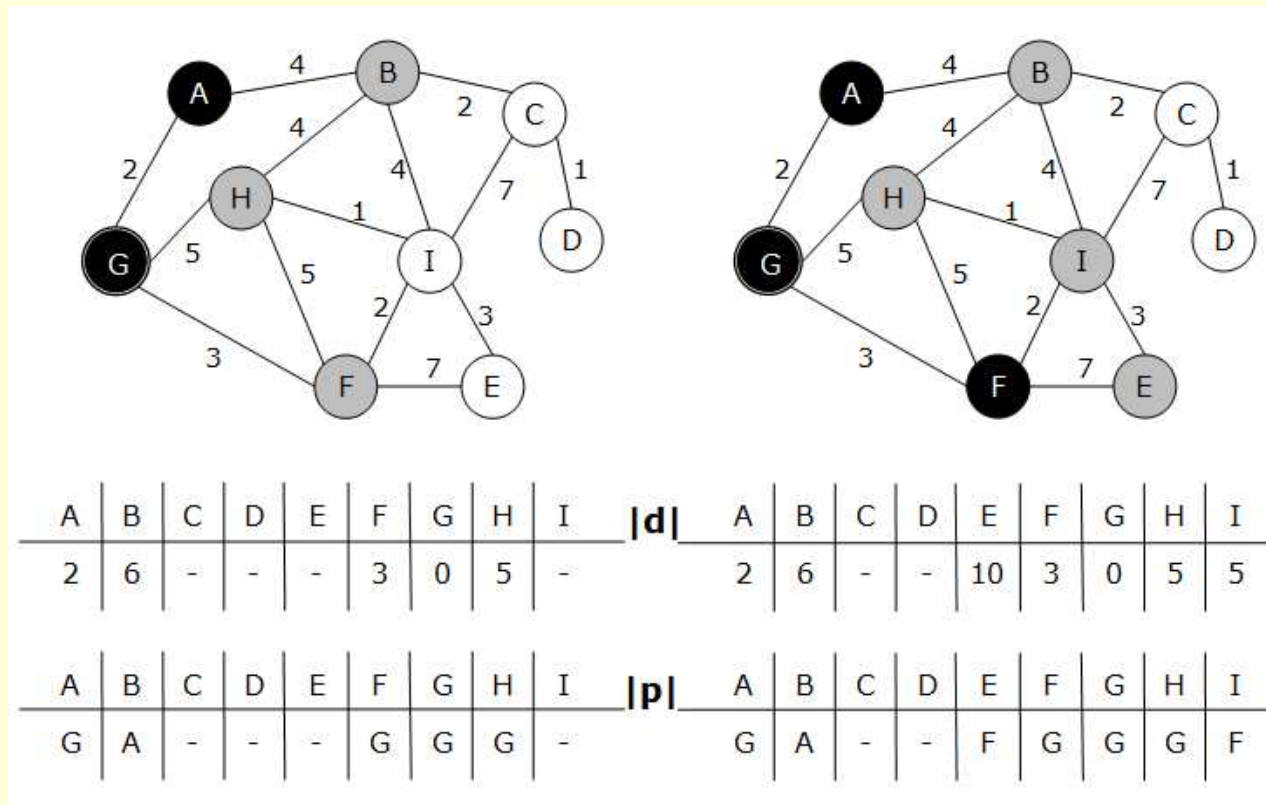 4 B 4 B
A 2 C A 2 C
4 4
2 4 1 2 4 1
H 7 H 7
1 D 1 D
G 5 I G 5 I
5 2 3 5 2 3
3 3
F 7 E F 7 E
A B C D E F G H I |d| A B C D E F G H I
2 6 - - - 3 0 5 - 2 6 - - 10 3 0 5 5
A B C D E F G H I |p| A B C D E F G H I
G A - - - G G G - G A - - F G G G F